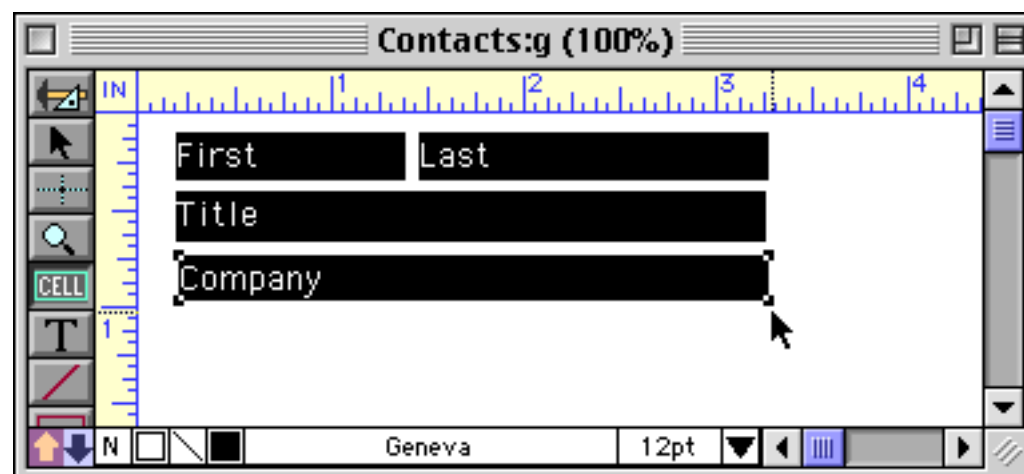 Contacts:g (100%)
IN 1 2 3 4
First Last
Title
Company
CELL
T 1
N Geneva 12pt